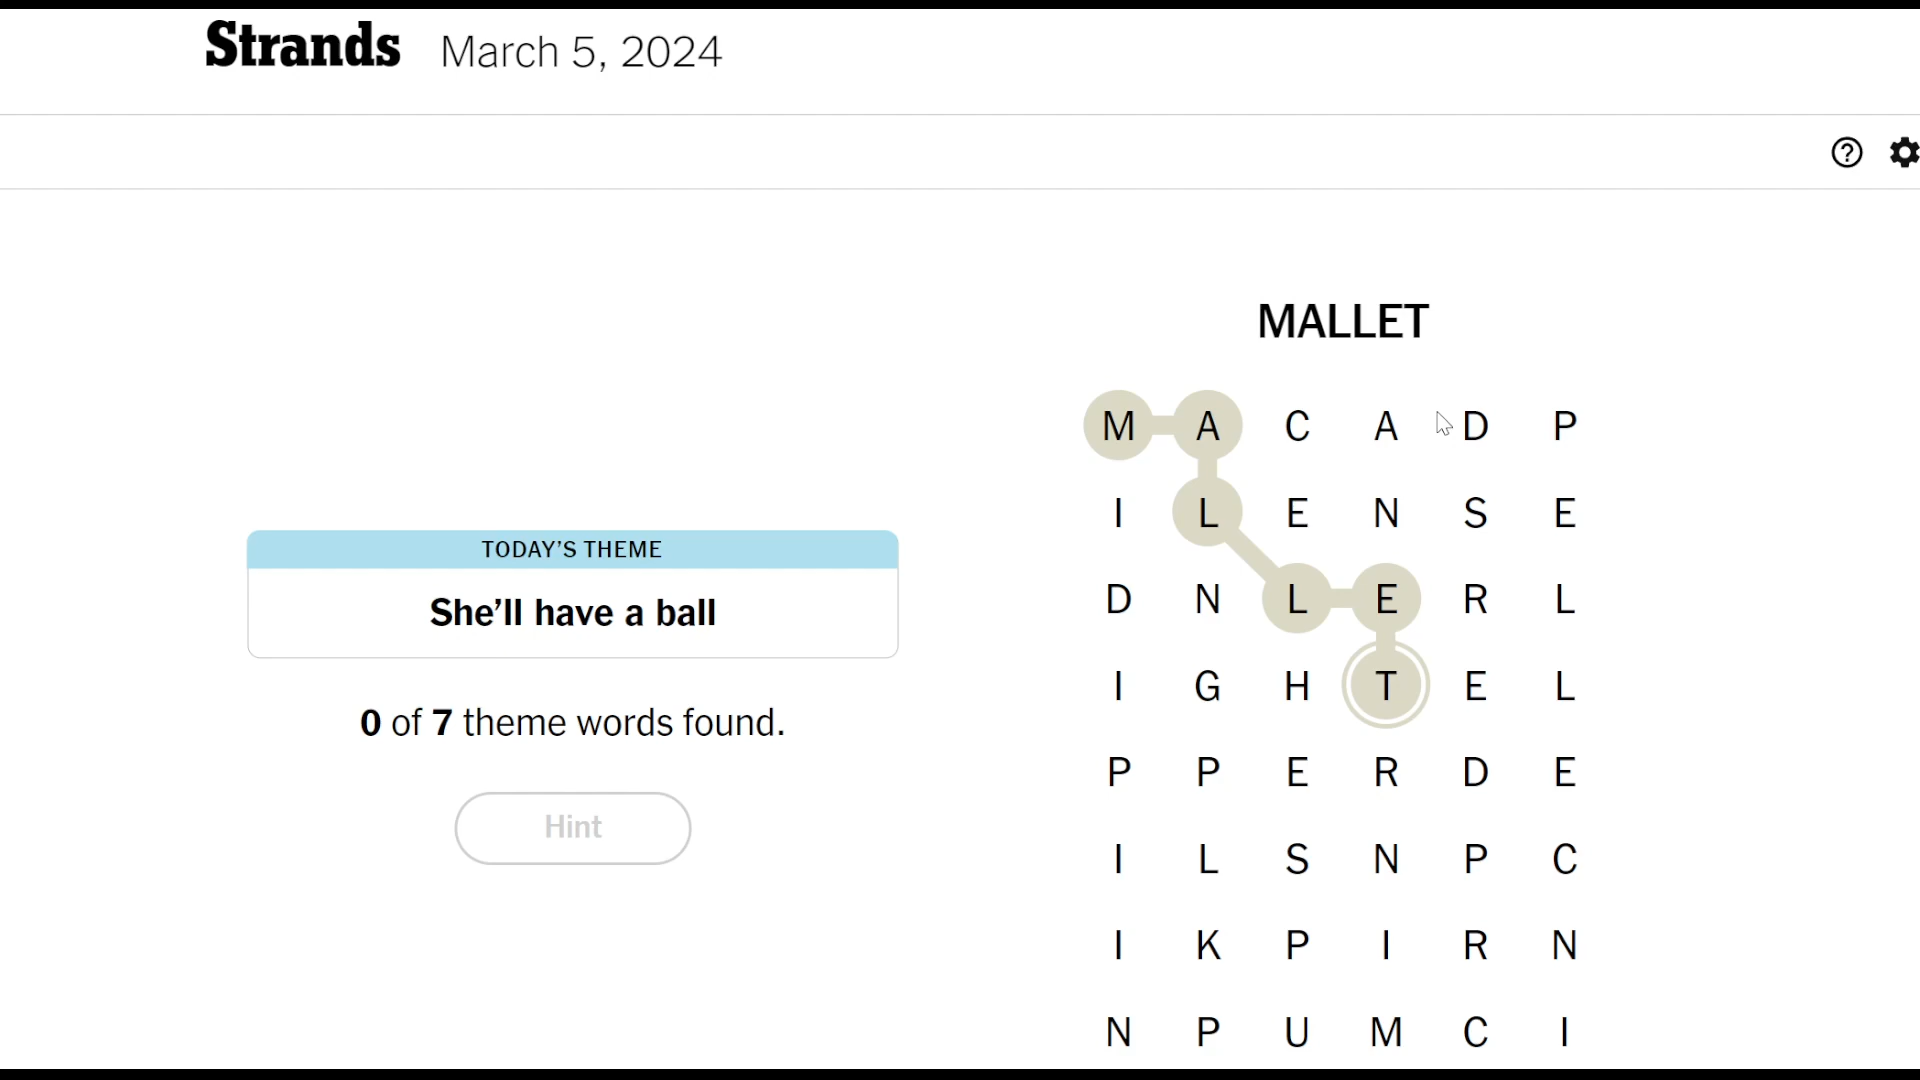 Strands March 5, 2024
MALLET
M A C A D P
I L E N S E
D N L E R L
I G H T E L
P P E R D E
I L S N P C
I K P I R N
N P U M C I
TODAY'S THEME
She'll have a ball
0 of 7 theme words found.
Hint